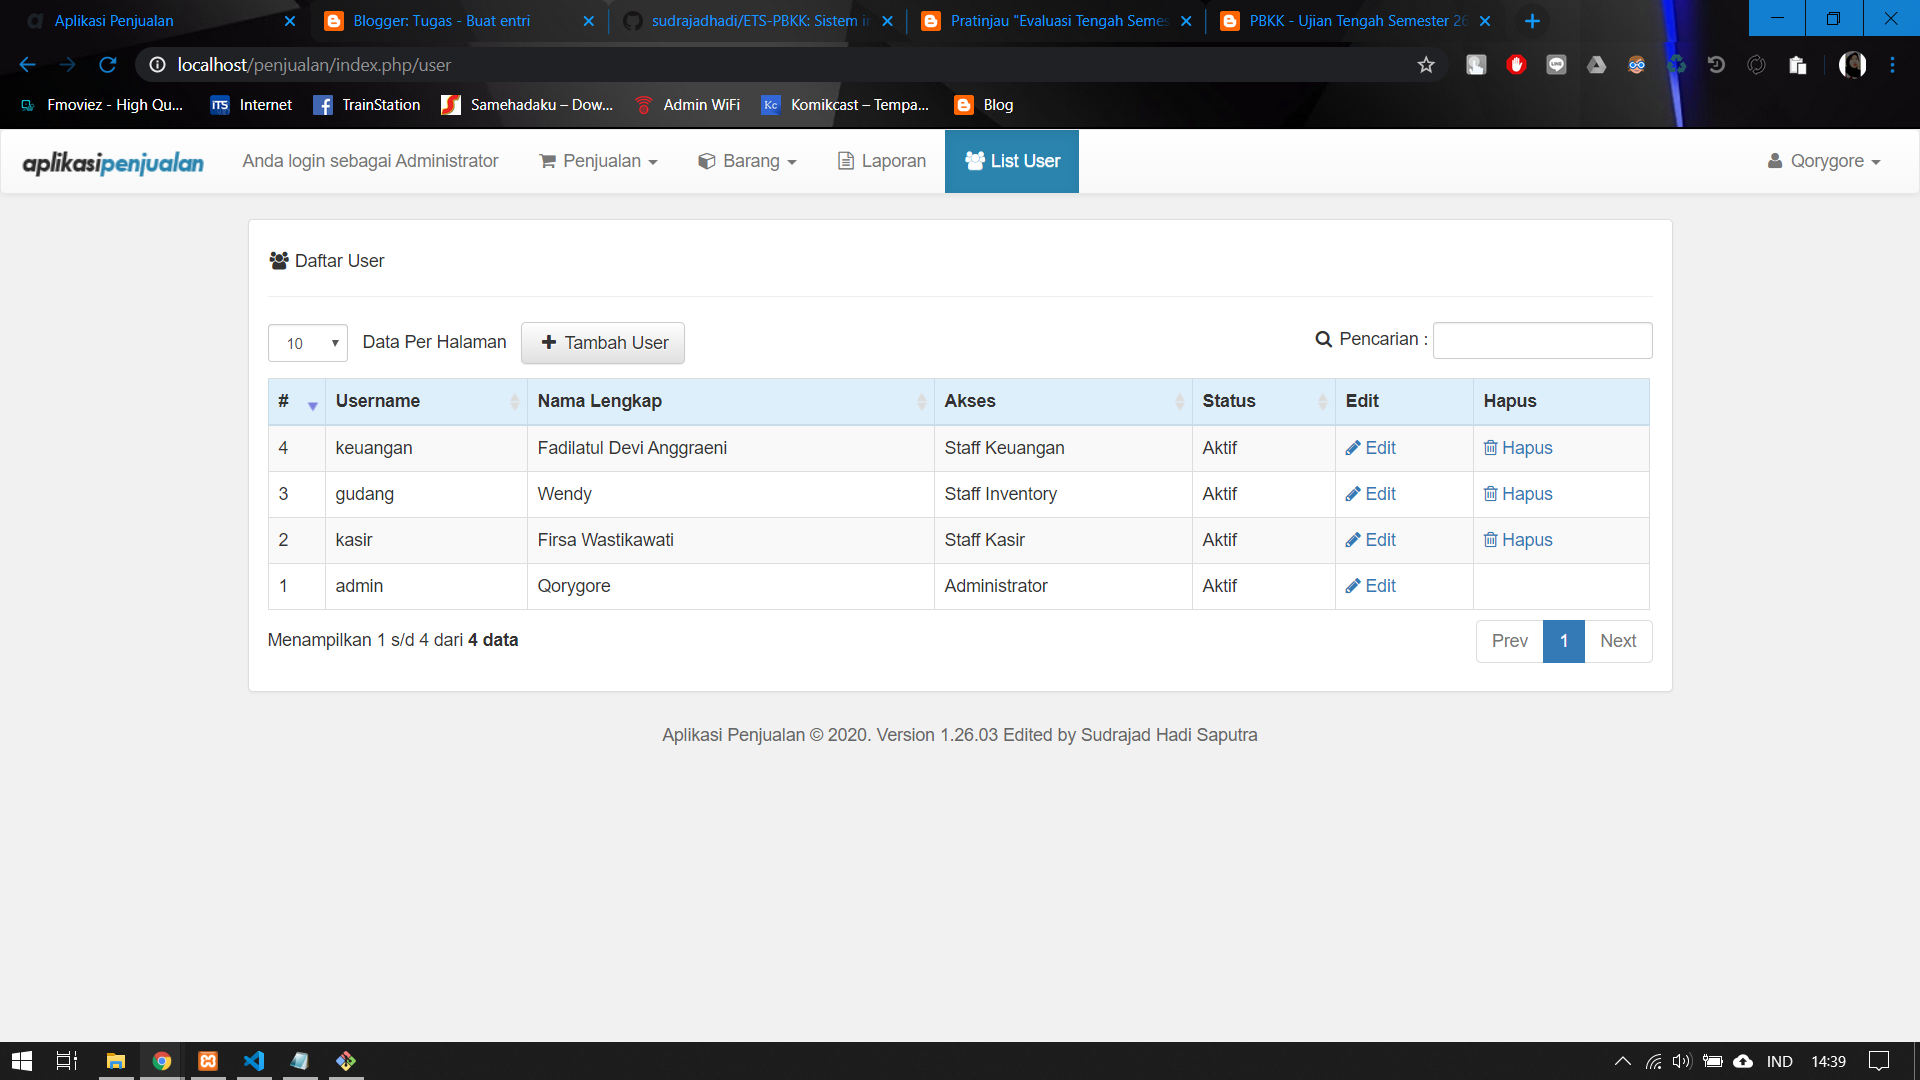 Aplikasi Penjualan
Blogger: Tugas - Buat entri
sudrajadhadi/ETS-PBKK: Sistem in
Pratinjau "Evaluasi Tengah Semes
PBKK - Ujian Tengah Semester 26
localhost/penjualan/index.php/user
Fmoviez - High Qu...
ITS Internet
TrainStation
Samehadaku – Dow...
Admin WiFi
Kc Komikcast – Tempa...
Blog
aplikasipenjualan
Anda login sebagai Administrator
Penjualan
Barang
Laporan
List User
Qorygore
Daftar User
10 Data Per Halaman
Tambah User
Pencarian :
# Username Nama Lengkap Akses Status Edit Hapus
4 keuangan Fadilatul Devi Anggraeni Staff Keuangan Aktif Edit Hapus
3 gudang Wendy Staff Inventory Aktif Edit Hapus
2 kasir Firsa Wastikawati Staff Kasir Aktif Edit Hapus
1 admin Qorygore Administrator Aktif Edit
Menampilkan 1 s/d 4 dari 4 data
Prev 1 Next
Aplikasi Penjualan © 2020. Version 1.26.03 Edited by Sudrajad Hadi Saputra
IND 14:39